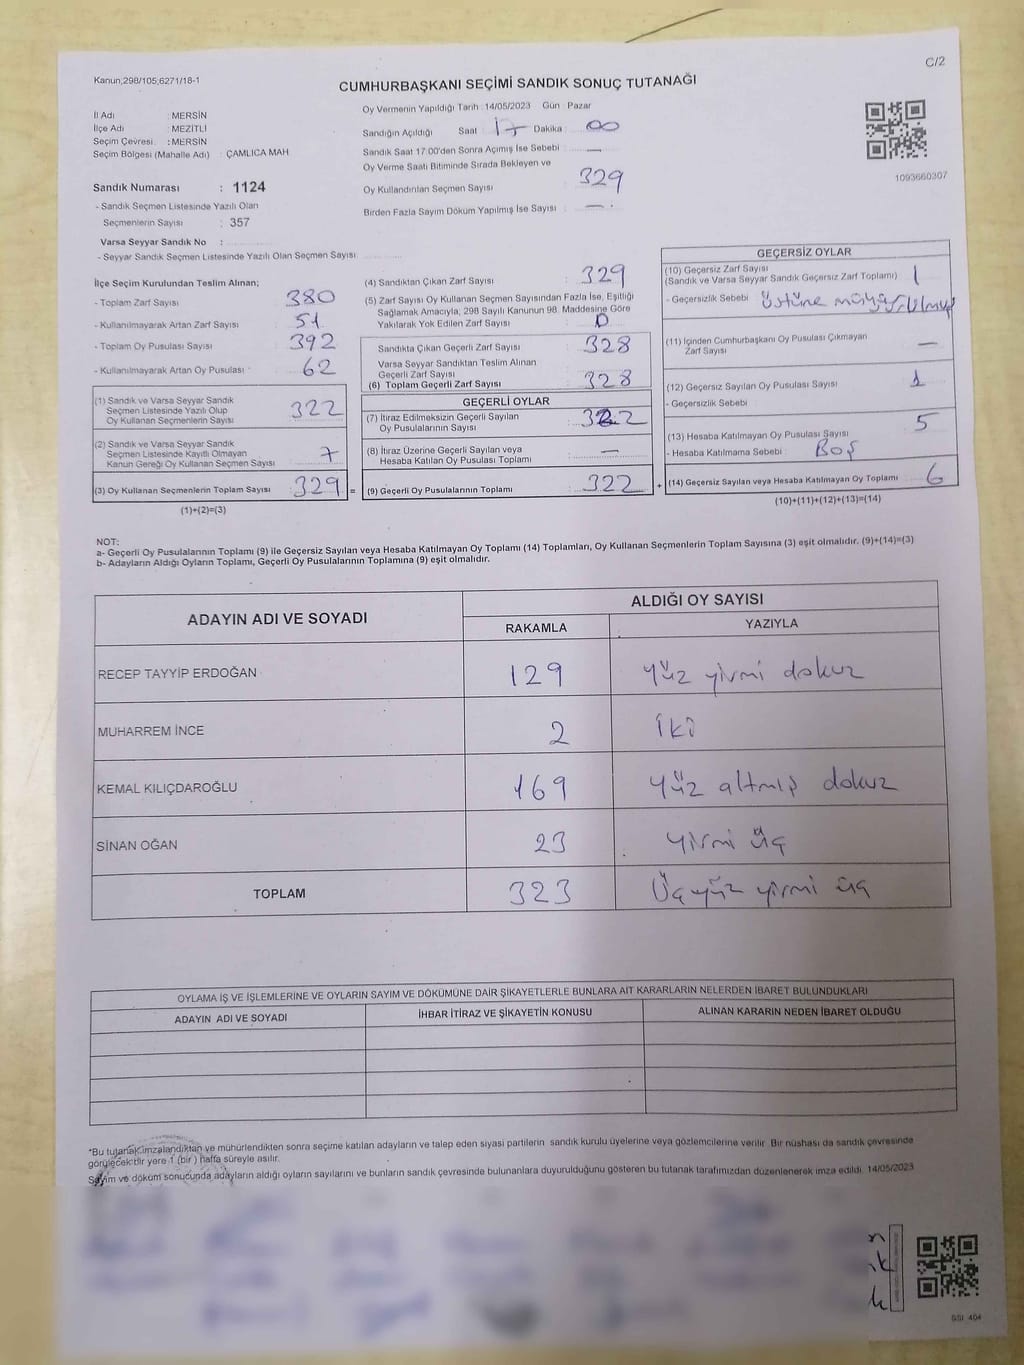 C/2
Kanun,298/105,6271/18-1
CUMHURBAŞKANI SEÇİMİ SANDIK SONUÇ TUTANAĞI
Oy Vermenin Yapıldığı Tarih :14/05/2023 Gün : Pazar
İl Adı : MERSİN
İlçe Adı : MEZİTLİ
Seçim Çevresi : MERSİN
Seçim Bölgesi (Mahalle Adı) : ÇAMLICA MAH
Sandığın Açıldığı Saat 17 Dakika : 00
Sandık Saat 17:00'den Sonra Açımış İse Sebebi : —
Oy Verme Saati Bitiminde Sırada Bekleyen ve
Oy Kullandırılan Seçmen Sayısı : 329
Birden Fazla Sayım Döküm Yapılmış İse Sayısı : —
1093660307
Sandık Numarası : 1124
- Sandık Seçmen Listesinde Yazılı Olan
Seçmenlerin Sayısı : 357
Varsa Seyyar Sandık No :
- Seyyar Sandık Seçmen Listesinde Yazılı Olan Seçmen Sayısı
İlçe Seçim Kurulundan Teslim Alınan;
- Toplam Zarf Sayısı : 380
- Kullanılmayarak Artan Zarf Sayısı : 51
- Toplam Oy Pusulası Sayısı : 392
- Kullanılmayarak Artan Oy Pusulası : 62
(1) Sandık ve Varsa Seyyar Sandık
Seçmen Listesinde Yazılı Olup
Oy Kullanan Seçmenlerin Sayısı : 322
(2) Sandık ve Varsa Seyyar Sandık
Seçmen Listesinde Kayıtlı Olmayan
Kanun Gereği Oy Kullanan Seçmen Sayısı : 7
(3) Oy Kullanan Seçmenlerin Toplam Sayısı : 329 =
(1)+(2)=(3)
(4) Sandıktan Çıkan Zarf Sayısı : 329
(5) Zarf Sayısı Oy Kullanan Seçmen Sayısından Fazla İse, Eşitliği
Sağlamak Amacıyla, 298 Sayılı Kanunun 98. Maddesine Göre
Yakılarak Yok Edilen Zarf Sayısı : 0
Sandıkta Çıkan Geçerli Zarf Sayısı : 328
Varsa Seyyar Sandıktan Teslim Alınan
Geçerli Zarf Sayısı
(6) Toplam Geçerli Zarf Sayısı : 328
GEÇERLİ OYLAR
(7) İtiraz Edilmeksizin Geçerli Sayılan
Oy Pusulalarının Sayısı : 322
(8) İtiraz Üzerine Geçerli Sayılan veya
Hesaba Katılan Oy Pusulası Toplamı : —
(9) Geçerli Oy Pusulalarının Toplamı : 322 +
GEÇERSİZ OYLAR
(10) Geçersiz Zarf Sayısı
(Sandık ve Varsa Seyyar Sandık Geçersiz Zarf Toplamı) : 1
- Geçersizlik Sebebi : üstüne
(11) İçinden Cumhurbaşkanı Oy Pusulası Çıkmayan
Zarf Sayısı : —
(12) Geçersiz Sayılan Oy Pusulası Sayısı : 1
- Geçersizlik Sebebi :
(13) Hesaba Katılmayan Oy Pusulası Sayısı : 5
- Hesaba Katılmama Sebebi : Boş
(14) Geçersiz Sayılan veya Hesaba Katılmayan Oy Toplamı : 6
(10)+(11)+(12)+(13)=(14)
NOT:
a- Geçerli Oy Pusulalarının Toplamı (9) ile Geçersiz Sayılan veya Hesaba Katılmayan Oy Toplamı (14) Toplamları, Oy Kullanan Seçmenlerin Toplam Sayısına (3) eşit olmalıdır. (9)+(14)=(3)
b- Adayların Aldığı Oyların Toplamı, Geçerli Oy Pusulalarının Toplamına (9) eşit olmalıdır.
ADAYIN ADI VE SOYADI
ALDIĞI OY SAYISI
RAKAMLA YAZIYLA
RECEP TAYYİP ERDOĞAN 129 yüz yirmi dokuz
MUHARREM İNCE 2 iki
KEMAL KILIÇDAROĞLU 169 yüz altmış dokuz
SİNAN OĞAN 23 yirmi üç
TOPLAM 323 Üçyüz yirmi üç
OYLAMA İŞ VE İŞLEMLERİNE VE OYLARIN SAYIM VE DÖKÜMÜNE DAİR ŞİKAYETLERLE BUNLARA AİT KARARLARIN NELERDEN İBARET BULUNDUKLARI
ADAYIN ADI VE SOYADI İHBAR İTİRAZ VE ŞİKAYETİN KONUSU ALINAN KARARIN NEDEN İBARET OLDUĞU
*Bu tutanak imzalandıktan ve mühürlendikten sonra seçime katılan adayların ve talep eden siyasi partilerin sandık kurulu üyelerine veya gözlemcilerine verilir. Bir nüshası da sandık çevresinde
görülecek bir yere 1 (bir) hafta süreyle asılır.
Sayım ve döküm sonucunda adayların aldığı oyların sayılarını ve bunların sandık çevresinde bulunanlara duyurulduğunu gösteren bu tutanak tarafımızdan düzenlenerek imza edildi. 14/05/2023